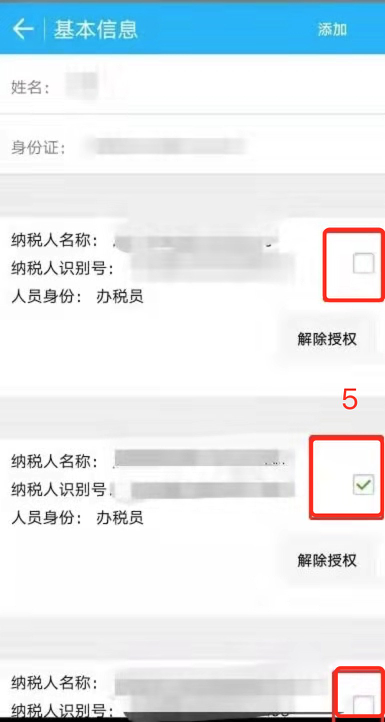 基本信息 添加
姓名：
身份证：
纳税人名称：
纳税人识别号：
人员身份： 办税员
解除授权
5
纳税人名称：
纳税人识别号
人员身份： 办税员
解除授权
纳税人名称：
纳税人识别号：